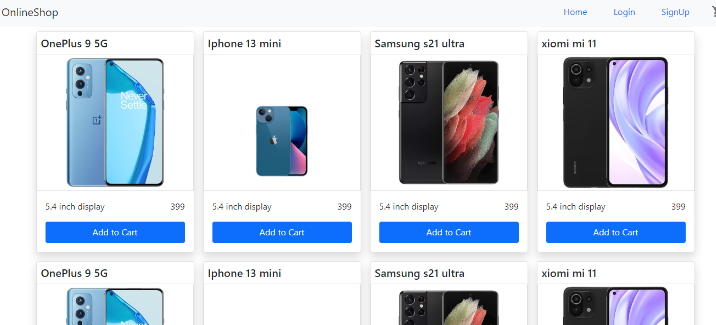 OnlineShop
Home Login SignUp
OnePlus 9 5G
Iphone 13 mini
Samsung s21 ultra
xiomi mi 11
Never
Settle
5.4 inch display 399
5.4 inch display 399
5.4 inch display 399
5.4 inch display 399
Add to Cart
Add to Cart
Add to Cart
Add to Cart
OnePlus 9 5G
Iphone 13 mini
Samsung s21 ultra
xiomi mi 11